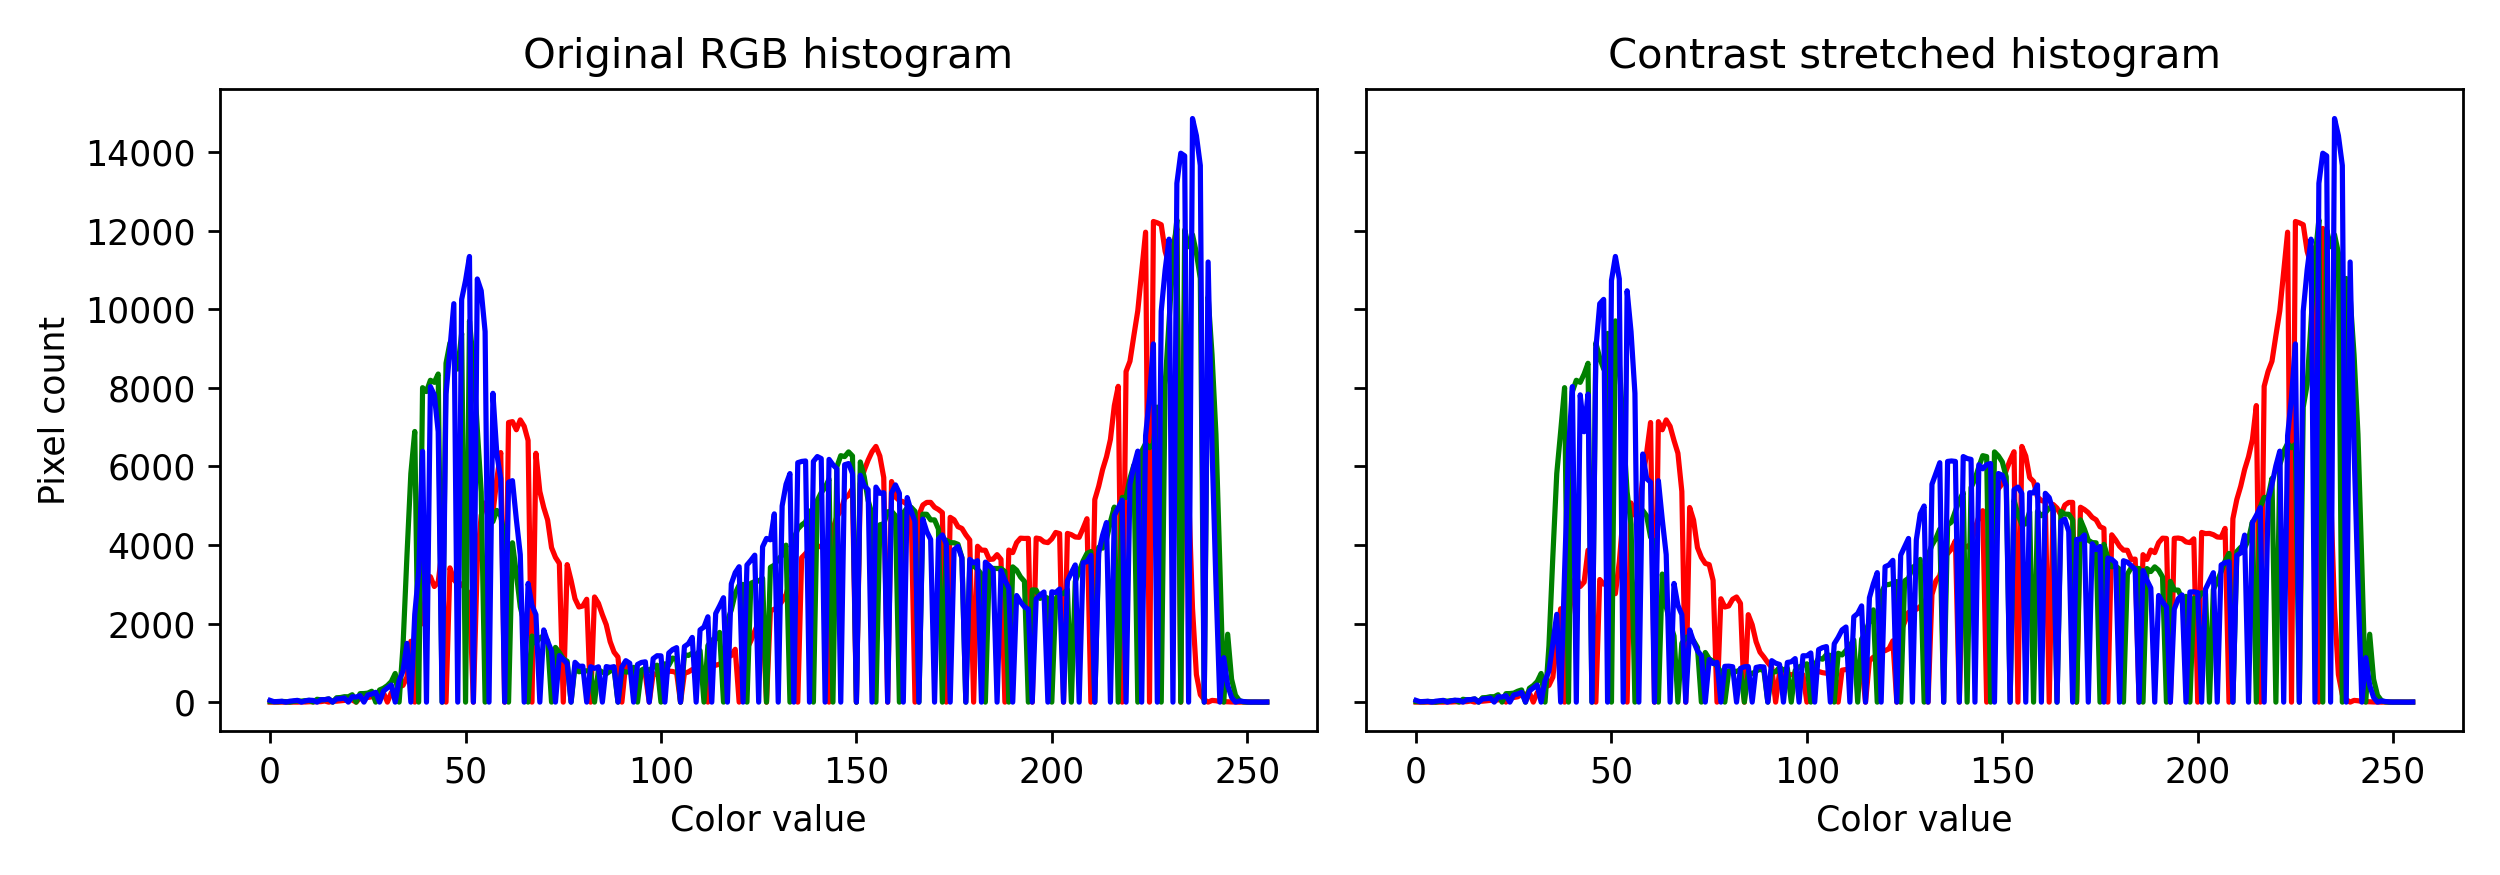 Original RGB histogram
Contrast stretched histogram
Pixel count
14000
12000
10000
8000
6000
4000
2000
0
0 50 100 150 200 250
0 50 100 150 200 250
Color value
Color value